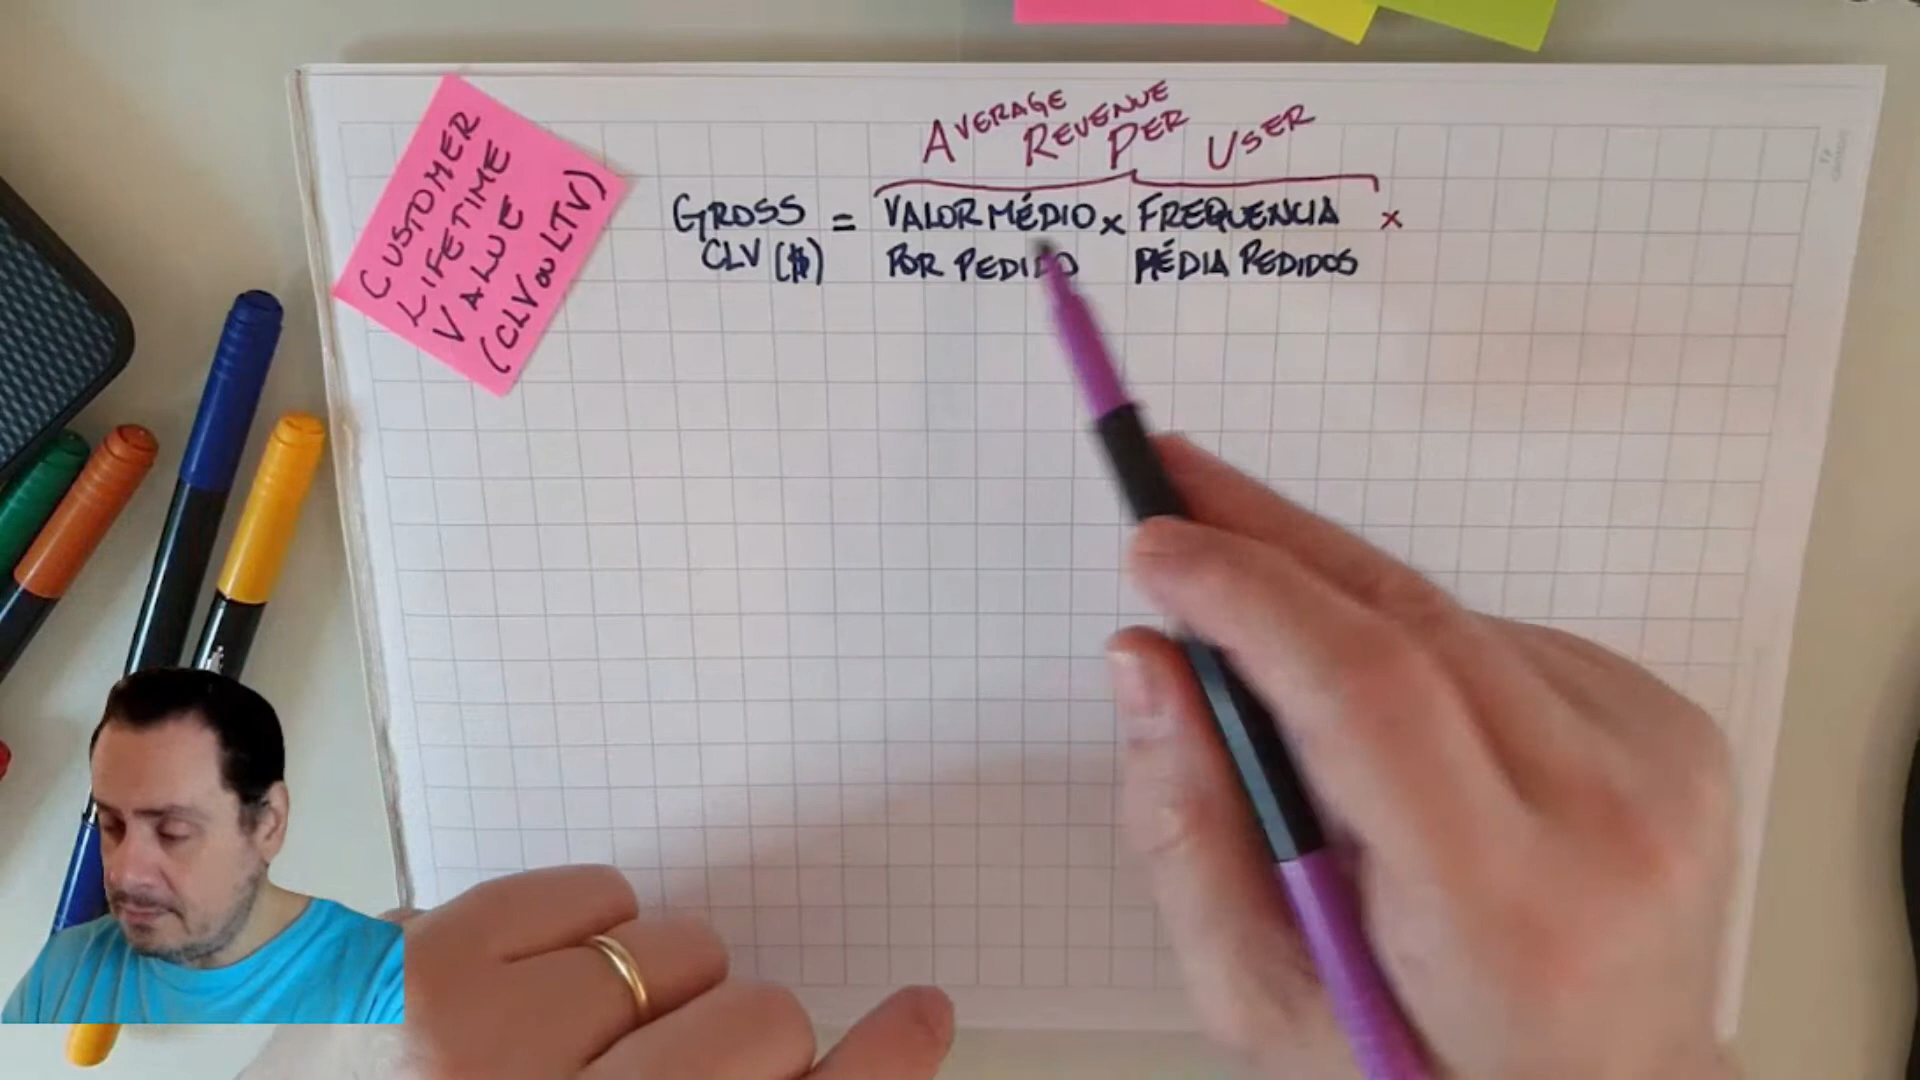 CUSTOMER
LIFETIME
VALUE
(CLV ou LTV)
AVERAGE REVENUE PER USER
GROSS = VALOR MÉDIO x FREQUENCIA x
CLV ($) POR PEDIDO MÉDIA PEDIDOS